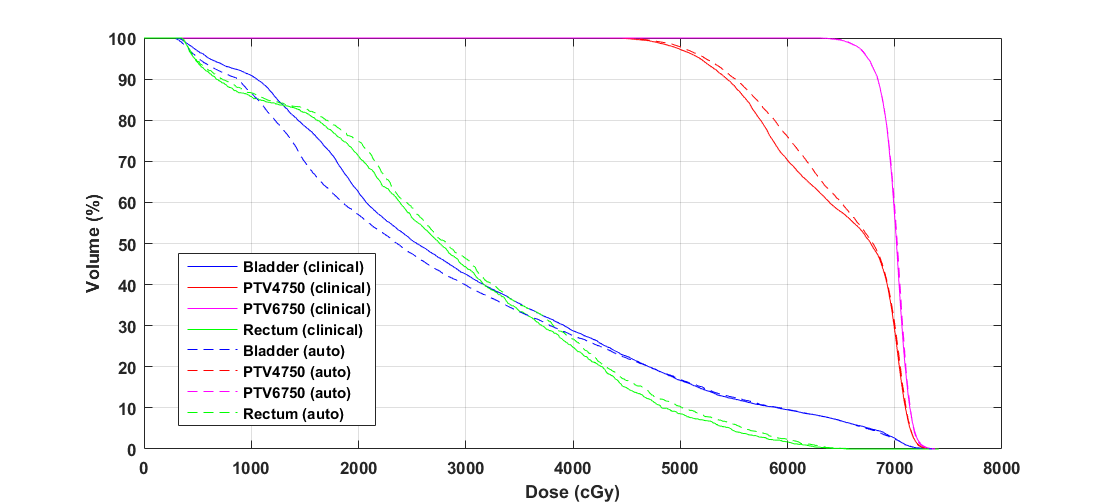 100
90
80
70
60
50
40
30
20
10
0
Volume (%)
Bladder (clinical)
PTV4750 (clinical)
PTV6750 (clinical)
Rectum (clinical)
Bladder (auto)
PTV4750 (auto)
PTV6750 (auto)
Rectum (auto)
0 1000 2000 3000 4000 5000 6000 7000 8000
Dose (cGy)